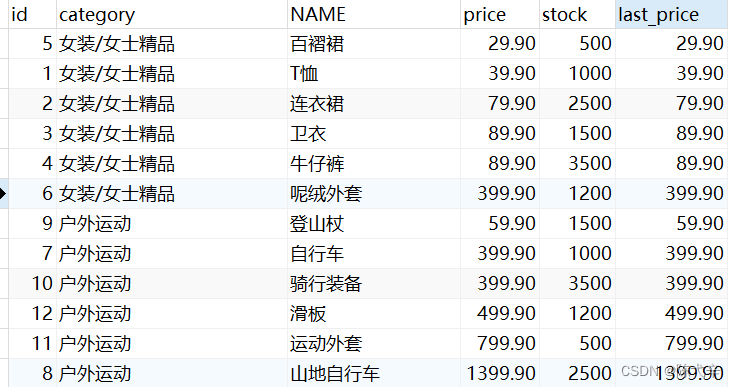 id category NAME price stock last_price
5 女装/女士精品 百褶裙 29.90 500 29.90
1 女装/女士精品 T恤 39.90 1000 39.90
2 女装/女士精品 连衣裙 79.90 2500 79.90
3 女装/女士精品 卫衣 89.90 1500 89.90
4 女装/女士精品 牛仔裤 89.90 3500 89.90
6 女装/女士精品 呢绒外套 399.90 1200 399.90
9 户外运动 登山杖 59.90 1500 59.90
7 户外运动 自行车 399.90 1000 399.90
10 户外运动 骑行装备 399.90 3500 399.90
12 户外运动 滑板 499.90 1200 499.90
11 户外运动 运动外套 799.90 500 799.90
8 户外运动 山地自行车 1399.90 2500 1399.90
CSDN